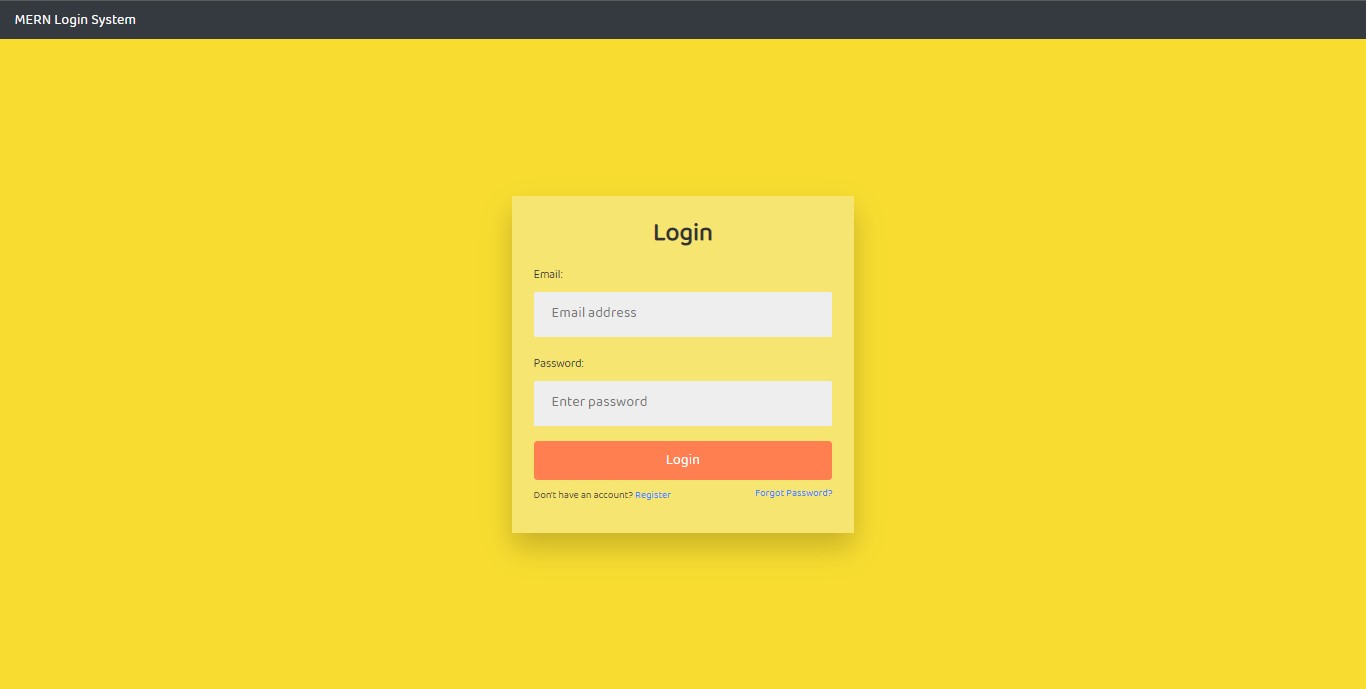 MERN Login System
Login
Email:
Email address
Password:
Enter password
Login
Don't have an account? Register
Forgot Password?